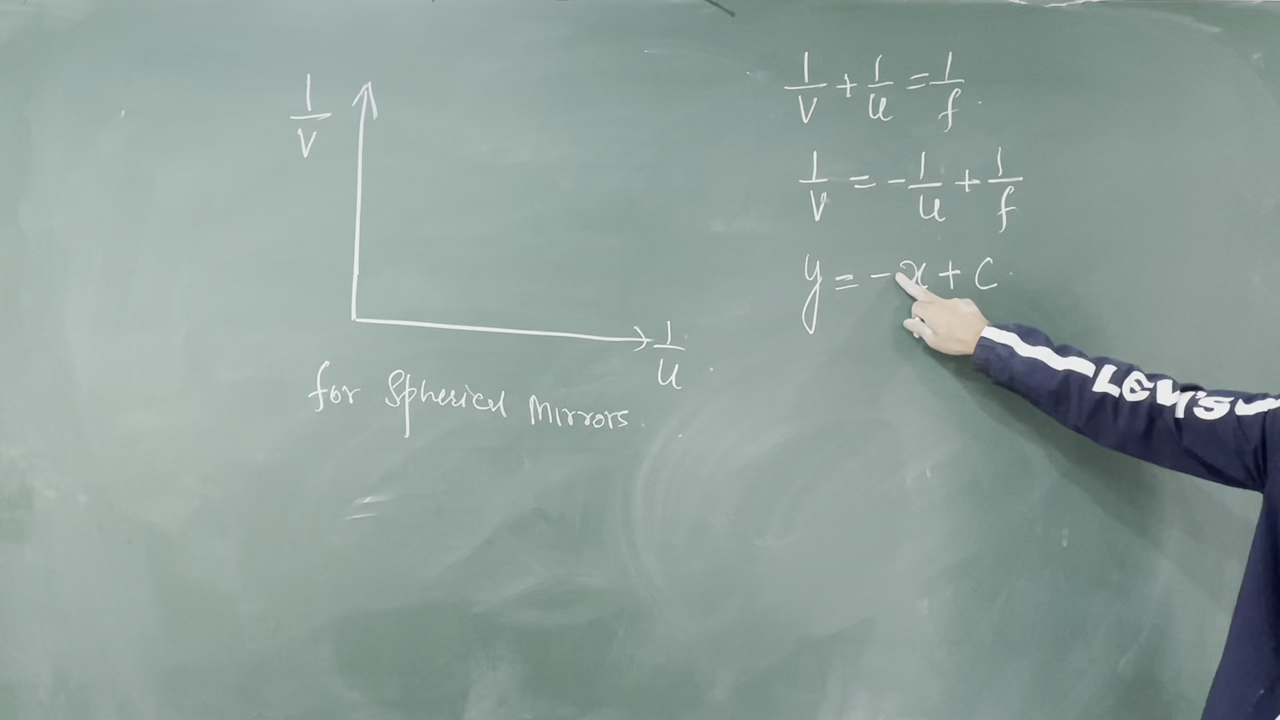 1/V
1/u
for Spherical Mirrors.
1/V + 1/u = 1/f
1/V = -1/u + 1/f
y = -x + C
LEVI'S